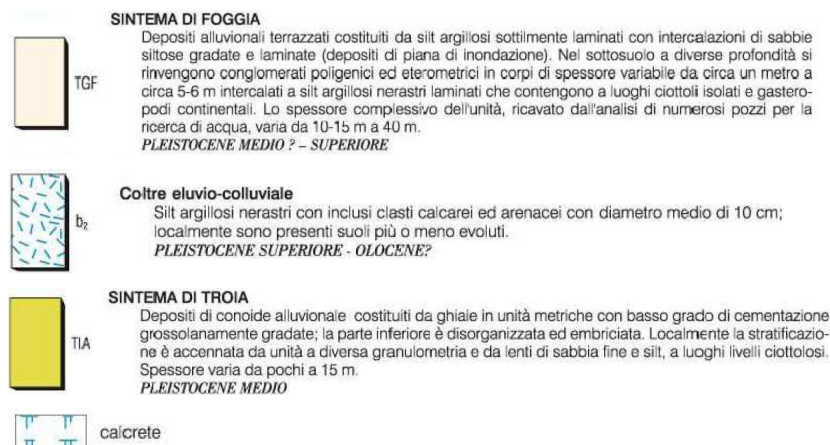 SINTEMA DI FOGGIA
Depositi alluvionali terrazzati costituiti da silt argillosi sottilmente laminati con intercalazioni di sabbie
siltose gradate e laminate (depositi di piana di inondazione). Nel sottosuolo a diverse profondità si
rinvengono conglomerati poligenici ed eterometrici in corpi di spessore variabile da circa un metro a
circa 5-6 m intercalati a silt argillosi nerastri laminati che contengono a luoghi ciottoli isolati e gastero-
podi continentali. Lo spessore complessivo dell'unità, ricavato dall'analisi di numerosi pozzi per la
ricerca di acqua, varia da 10-15 m a 40 m.
PLEISTOCENE MEDIO ? – SUPERIORE
TGF
Coltre eluvio-colluviale
Silt argillosi nerastri con inclusi clasti calcarei ed arenacei con diametro medio di 10 cm;
localmente sono presenti suoli più o meno evoluti.
PLEISTOCENE SUPERIORE - OLOCENE?
b₂
SINTEMA DI TROIA
Depositi di conoide alluvionale costituiti da ghiaie in unità metriche con basso grado di cementazione
grossolanamente gradate; la parte inferiore è disorganizzata ed embriciata. Localmente la stratificazio-
ne è accennata da unità a diversa granulometria e da lenti di sabbia fine e silt, a luoghi livelli ciottolosi.
Spessore varia da pochi a 15 m.
PLEISTOCENE MEDIO
TLA
calcrete